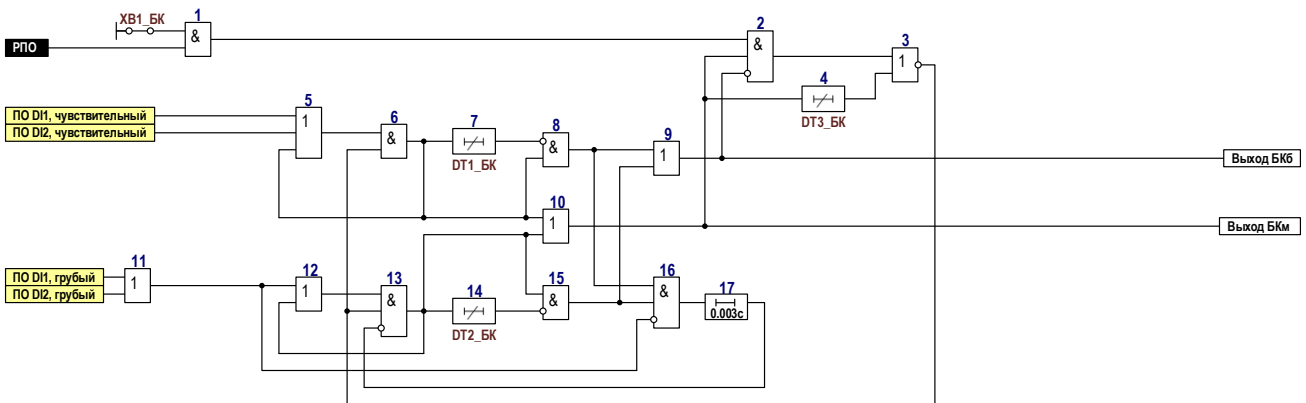 ХВ1_БК
1
&
РПО
2
&
3
1
4
DT3_БК
ПО DI1, чувствительный
ПО DI2, чувствительный
5
1
6
&
7
DT1_БК
8
&
9
1
Выход БКб
10
1
Выход БКм
ПО DI1, грубый
ПО DI2, грубый
11
1
12
1
13
&
14
DT2_БК
15
&
16
&
17
0.003с